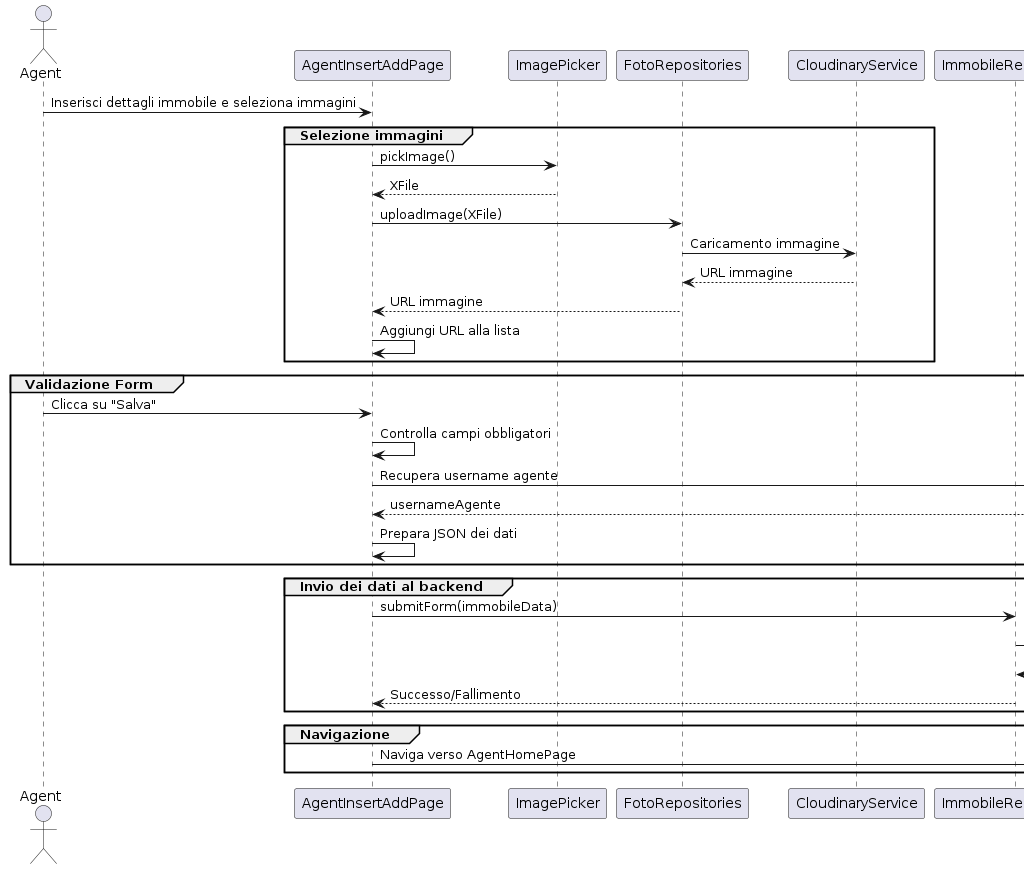 Agent
AgentInsertAddPage
ImagePicker
FotoRepositories
CloudinaryService
ImmobileRe
Inserisci dettagli immobile e seleziona immagini
Selezione immagini
pickImage()
XFile
uploadImage(XFile)
Caricamento immagine
URL immagine
URL immagine
Aggiungi URL alla lista
Validazione Form
Clicca su "Salva"
Controlla campi obbligatori
Recupera username agente
usernameAgente
Prepara JSON dei dati
Invio dei dati al backend
submitForm(immobileData)
Successo/Fallimento
Navigazione
Naviga verso AgentHomePage
Agent
AgentInsertAddPage
ImagePicker
FotoRepositories
CloudinaryService
ImmobileRe